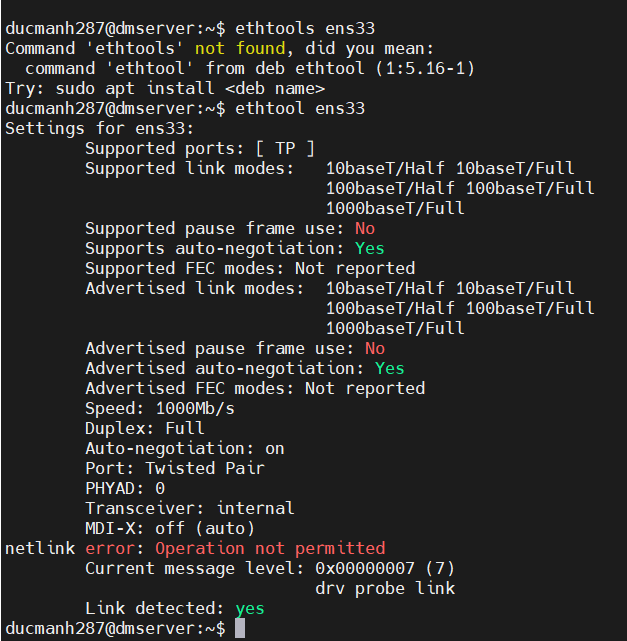 ducmanh287@dmserver:~$ ethtools ens33
Command 'ethtools' not found, did you mean:
  command 'ethtool' from deb ethtool (1:5.16-1)
Try: sudo apt install <deb name>
ducmanh287@dmserver:~$ ethtool ens33
Settings for ens33:
        Supported ports: [ TP ]
        Supported link modes:   10baseT/Half 10baseT/Full
                                100baseT/Half 100baseT/Full
                                1000baseT/Full
        Supported pause frame use: No
        Supports auto-negotiation: Yes
        Supported FEC modes: Not reported
        Advertised link modes:  10baseT/Half 10baseT/Full
                                100baseT/Half 100baseT/Full
                                1000baseT/Full
        Advertised pause frame use: No
        Advertised auto-negotiation: Yes
        Advertised FEC modes: Not reported
        Speed: 1000Mb/s
        Duplex: Full
        Auto-negotiation: on
        Port: Twisted Pair
        PHYAD: 0
        Transceiver: internal
        MDI-X: off (auto)
netlink error: Operation not permitted
        Current message level: 0x00000007 (7)
                               drv probe link
        Link detected: yes
ducmanh287@dmserver:~$